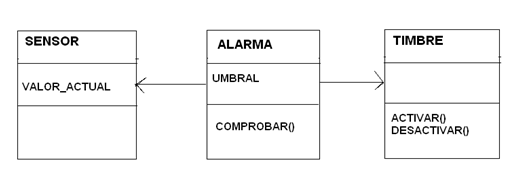 SENSOR
VALOR_ACTUAL
ALARMA
UMBRAL
COMPROBAR()
TIMBRE
ACTIVAR()
DESACTIVAR()